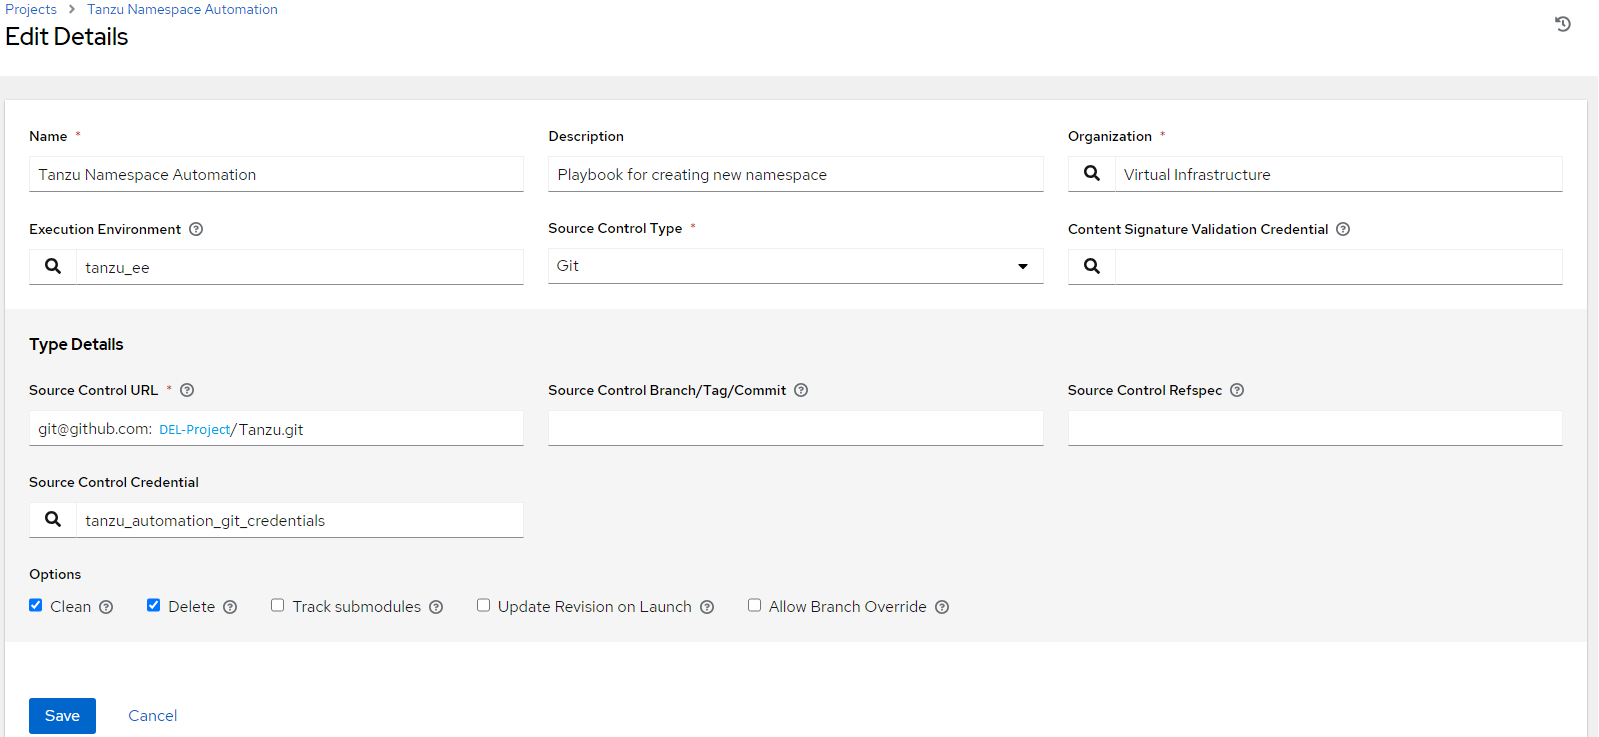 Projects > Tanzu Namespace Automation
Edit Details
Name * Description Organization *
Tanzu Namespace Automation Playbook for creating new namespace Virtual Infrastructure
Execution Environment Source Control Type * Content Signature Validation Credential
tanzu_ee Git
Type Details
Source Control URL * Source Control Branch/Tag/Commit Source Control Refspec
git@github.com: DEL-Project/Tanzu.git
Source Control Credential
tanzu_automation_git_credentials
Options
Clean Delete Track submodules Update Revision on Launch Allow Branch Override
Save Cancel